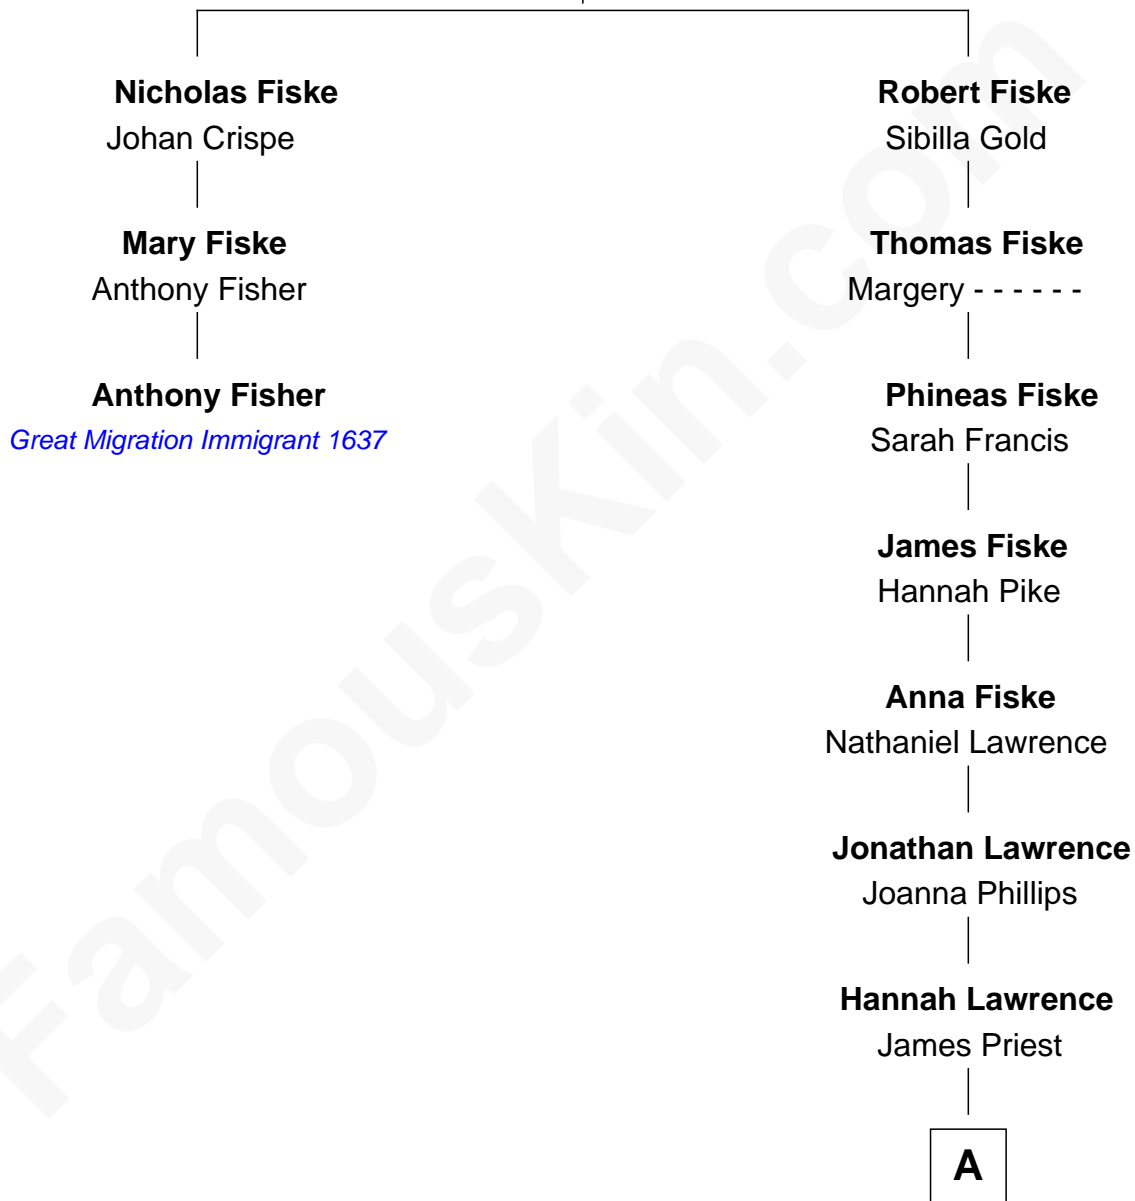 Nicholas Fiske
Johan Crispe
Mary Fiske
Anthony Fisher
Anthony Fisher
Great Migration Immigrant 1637
Robert Fiske
Sibilla Gold
Thomas Fiske
Margery - - - - - -
Phineas Fiske
Sarah Francis
James Fiske
Hannah Pike
Anna Fiske
Nathaniel Lawrence
Jonathan Lawrence
Joanna Phillips
Hannah Lawrence
James Priest
A
FamousKin.com